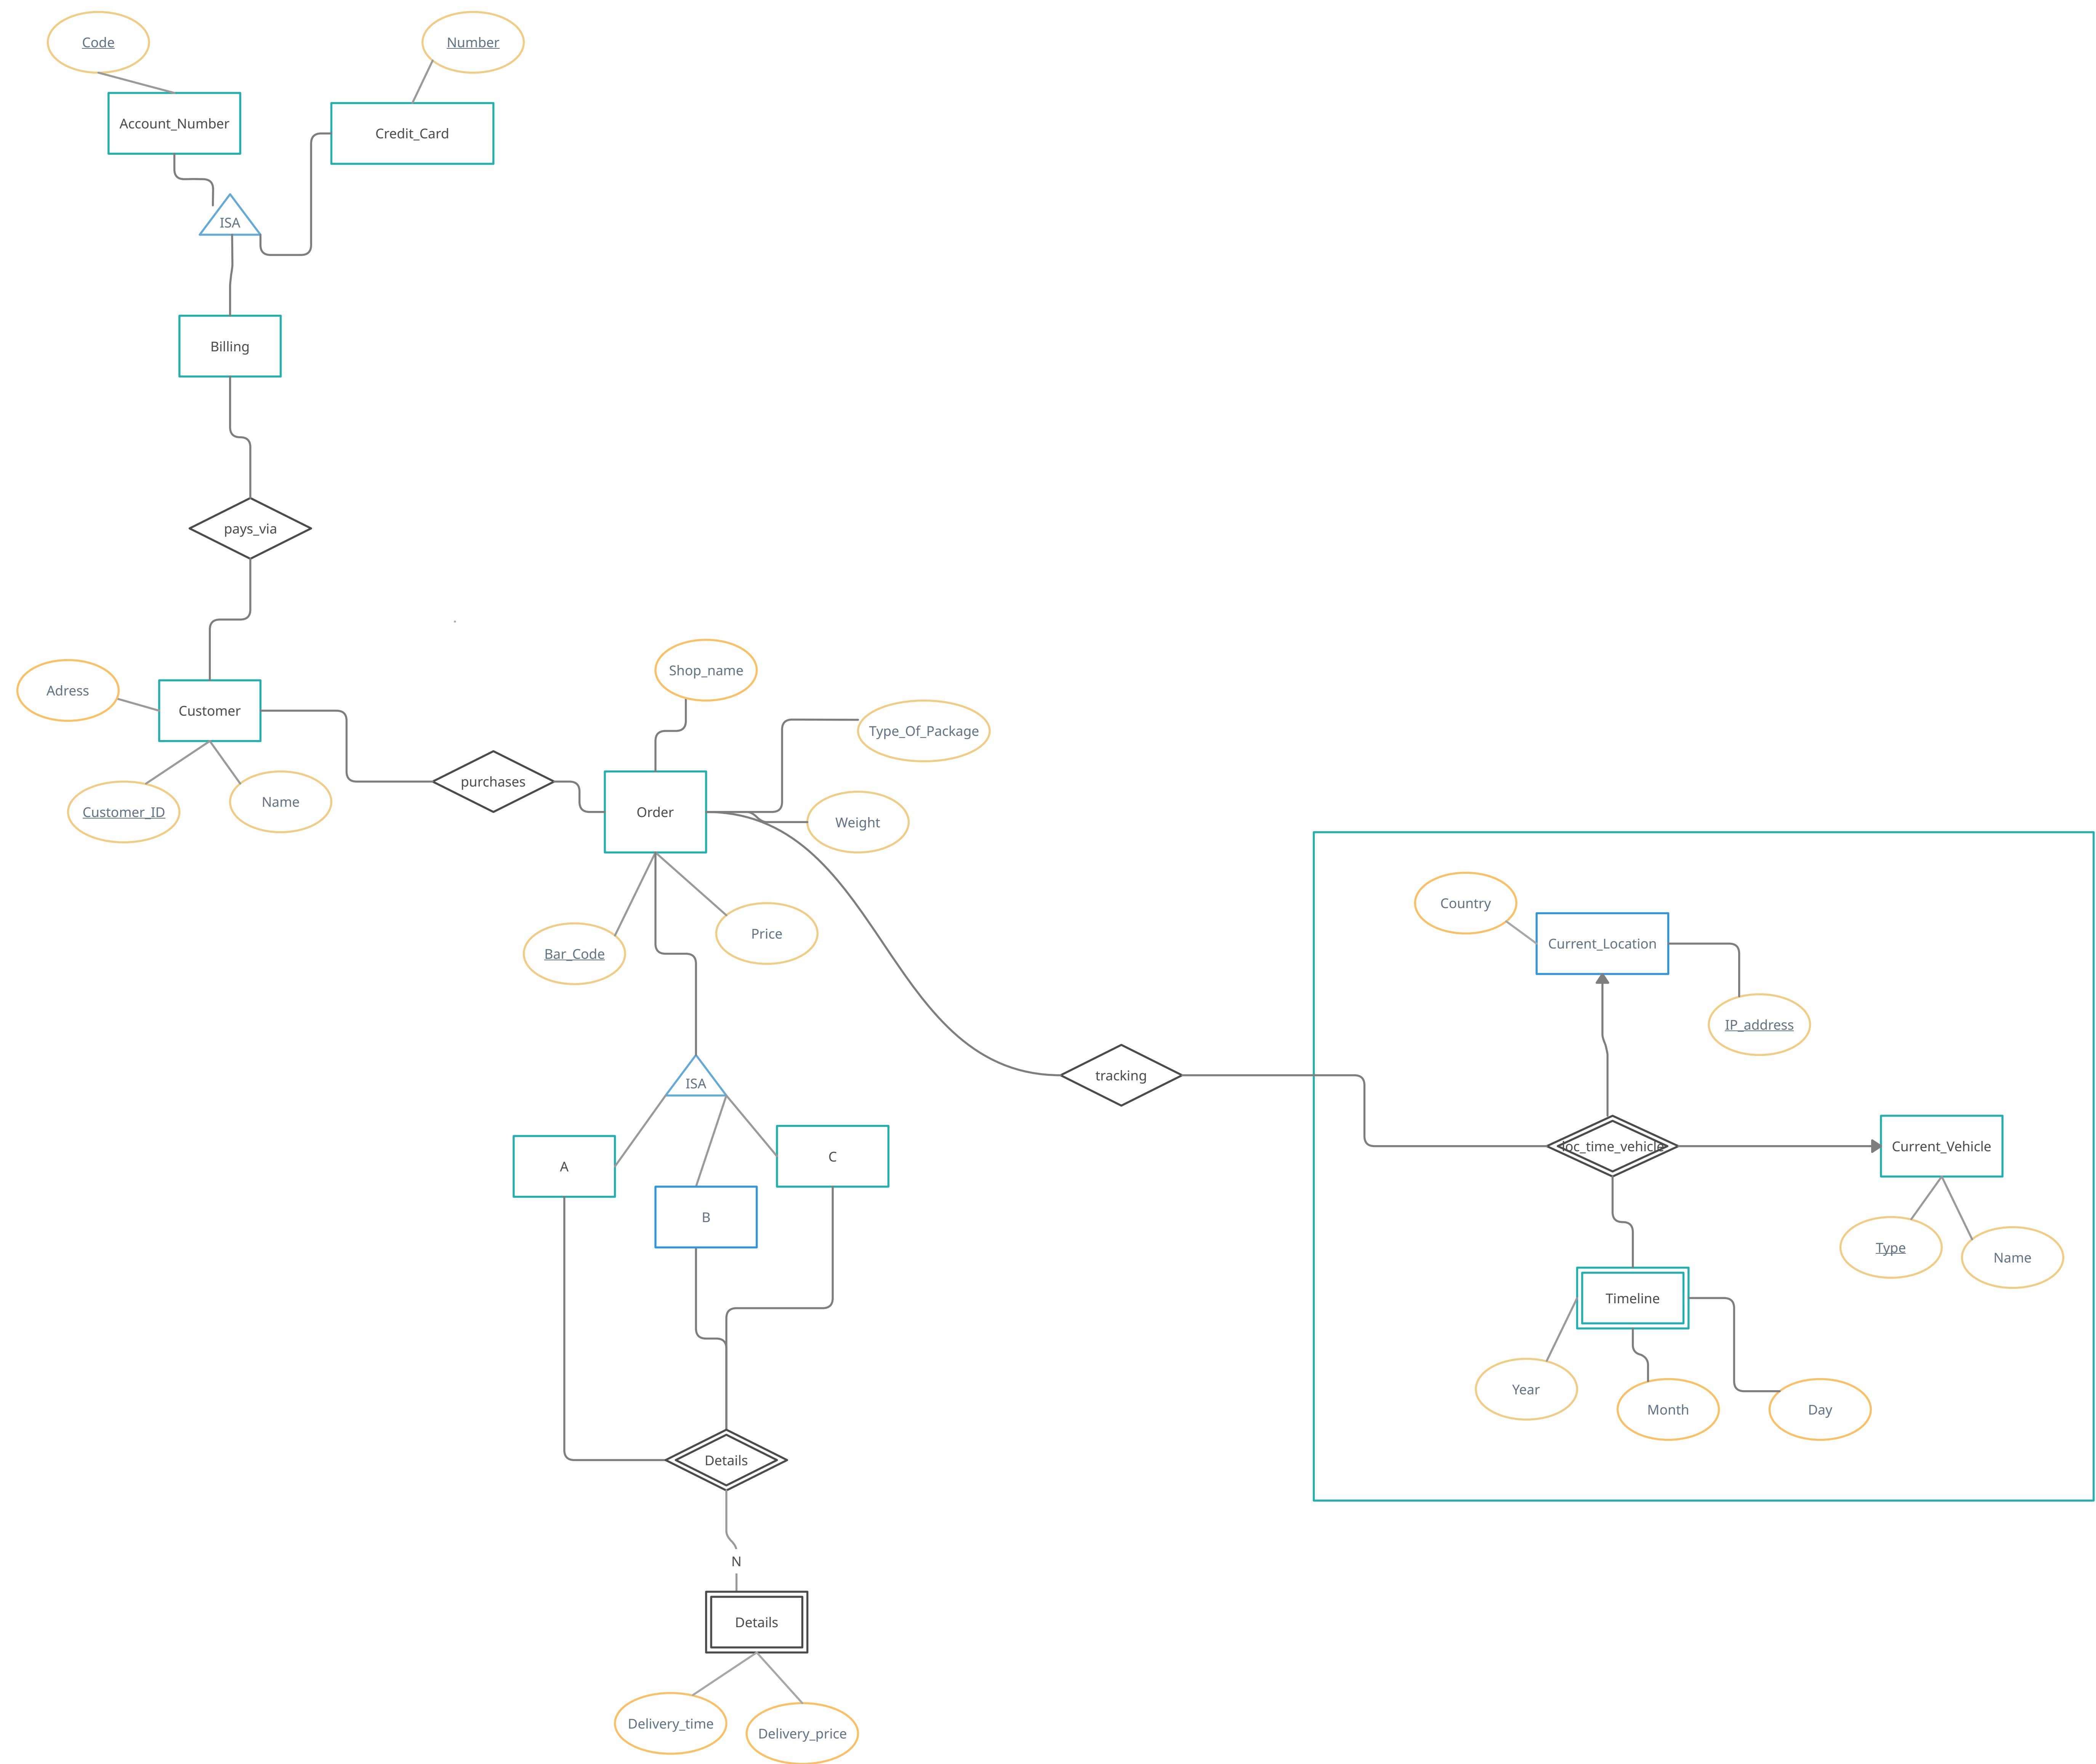 Code
Number
Account_Number
Credit_Card
ISA
Billing
pays_via
Shop_name
Adress
Customer
Type_Of_Package
purchases
Name
Customer_ID
Order
Weight
Country
Price
Current_Location
Bar_Code
IP_address
tracking
ISA
loc_time_vehicle
Current_Vehicle
C
A
B
Type
Name
Timeline
Year
Month
Day
Details
N
Details
Delivery_time
Delivery_price